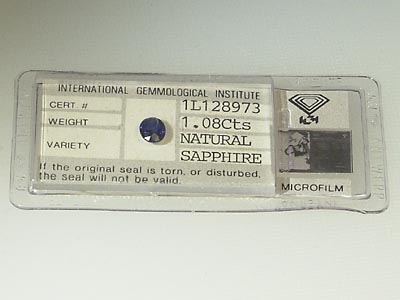 INTERNATIONAL GEMMOLOGICAL INSTITUTE
CERT. # 1L128973
WEIGHT 1.08Cts
VARIETY NATURAL
SAPPHIRE
If the original seal is torn, or disturbed,
the seal will not be valid.
MICROFILM